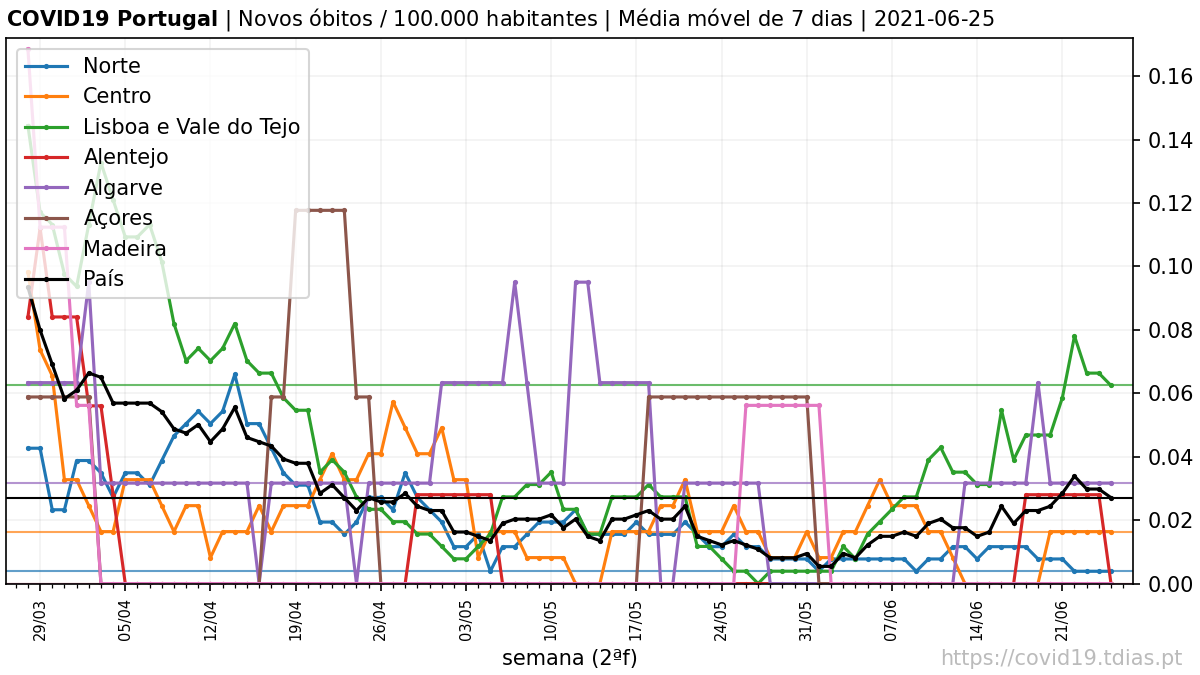 COVID19 Portugal | Novos óbitos / 100.000 habitantes | Média móvel de 7 dias | 2021-06-25
Norte
Centro
Lisboa e Vale do Tejo
Alentejo
Algarve
Açores
Madeira
País
0.16
0.14
0.12
0.10
0.08
0.06
0.04
0.02
0.00
29/03 05/04 12/04 19/04 26/04 03/05 10/05 17/05 24/05 31/05 07/06 14/06 21/06
semana (2ªf)
https://covid19.tdias.pt